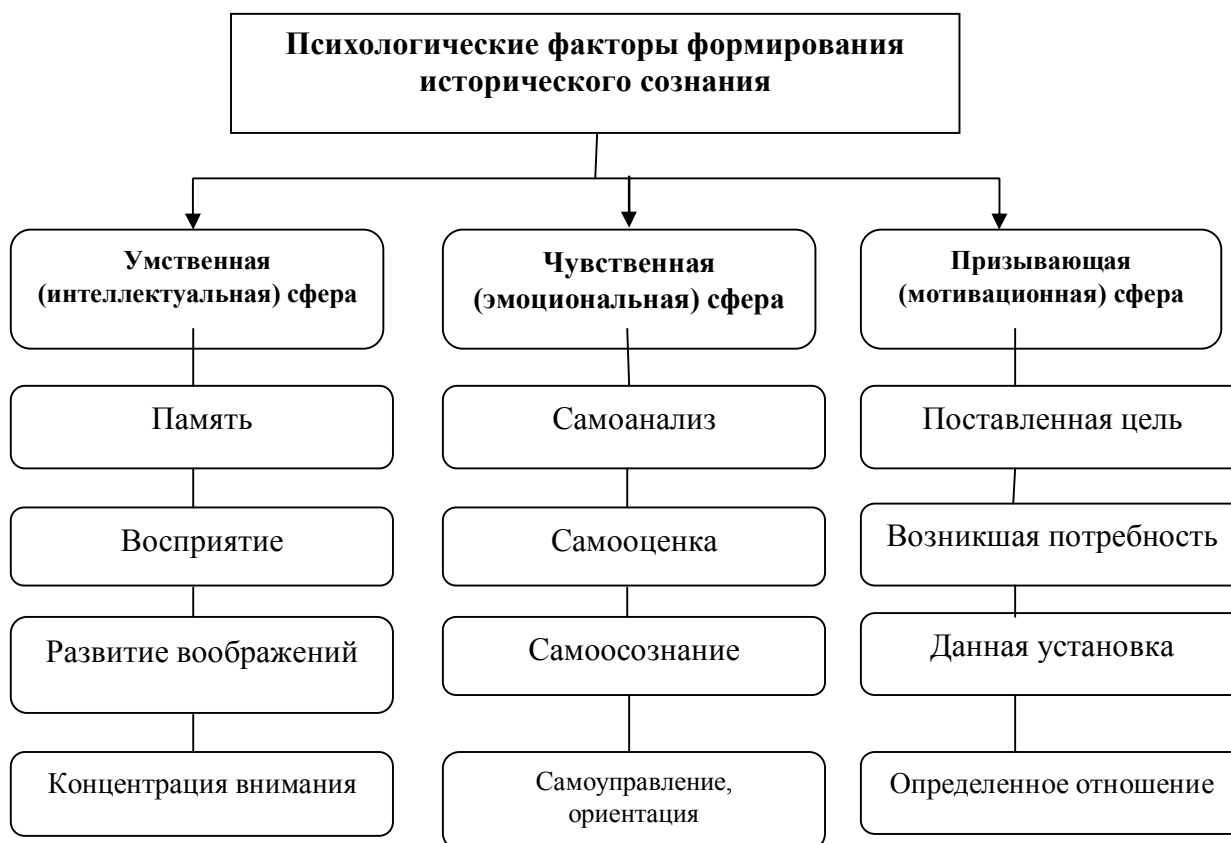 Психологические факторы формирования
исторического сознания
Умственная
(интеллектуальная) сфера
Память
Восприятие
Развитие воображений
Концентрация внимания
Чувственная
(эмоциональная) сфера
Самоанализ
Самооценка
Самоосознание
Самоуправление,
ориентация
Призывающая
(мотивационная) сфера
Поставленная цель
Возникшая потребность
Данная установка
Определенное отношение